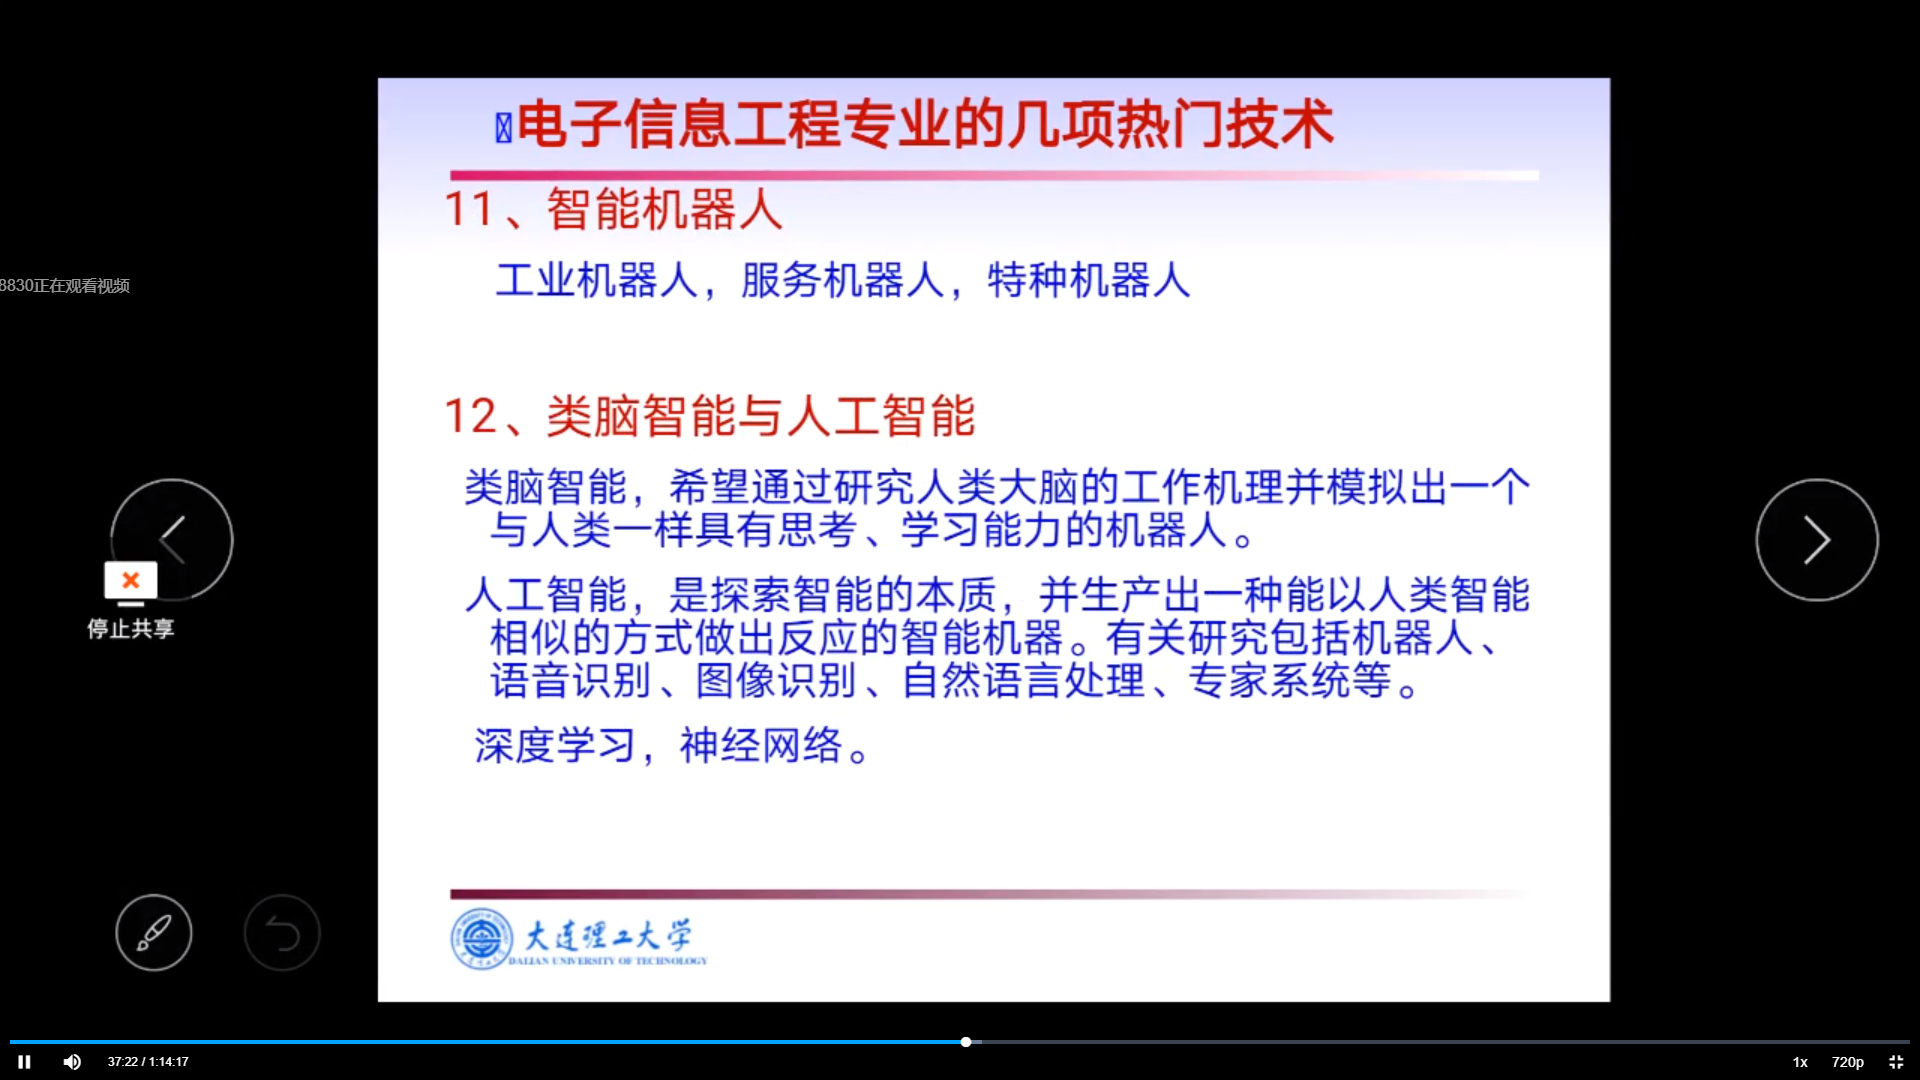 电子信息工程专业的几项热门技术
11、智能机器人
工业机器人，服务机器人，特种机器人
8830正在观看视频
12、类脑智能与人工智能
类脑智能，希望通过研究人类大脑的工作机理并模拟出一个
与人类一样具有思考、学习能力的机器人。
人工智能，是探索智能的本质，并生产出一种能以人类智能
相似的方式做出反应的智能机器。有关研究包括机器人、
语音识别、图像识别、自然语言处理、专家系统等。
停止共享
深度学习，神经网络。
大连理工大学
DALIAN UNIVERSITY OF TECHNOLOGY
37:22 / 1:14:17
1x
720p